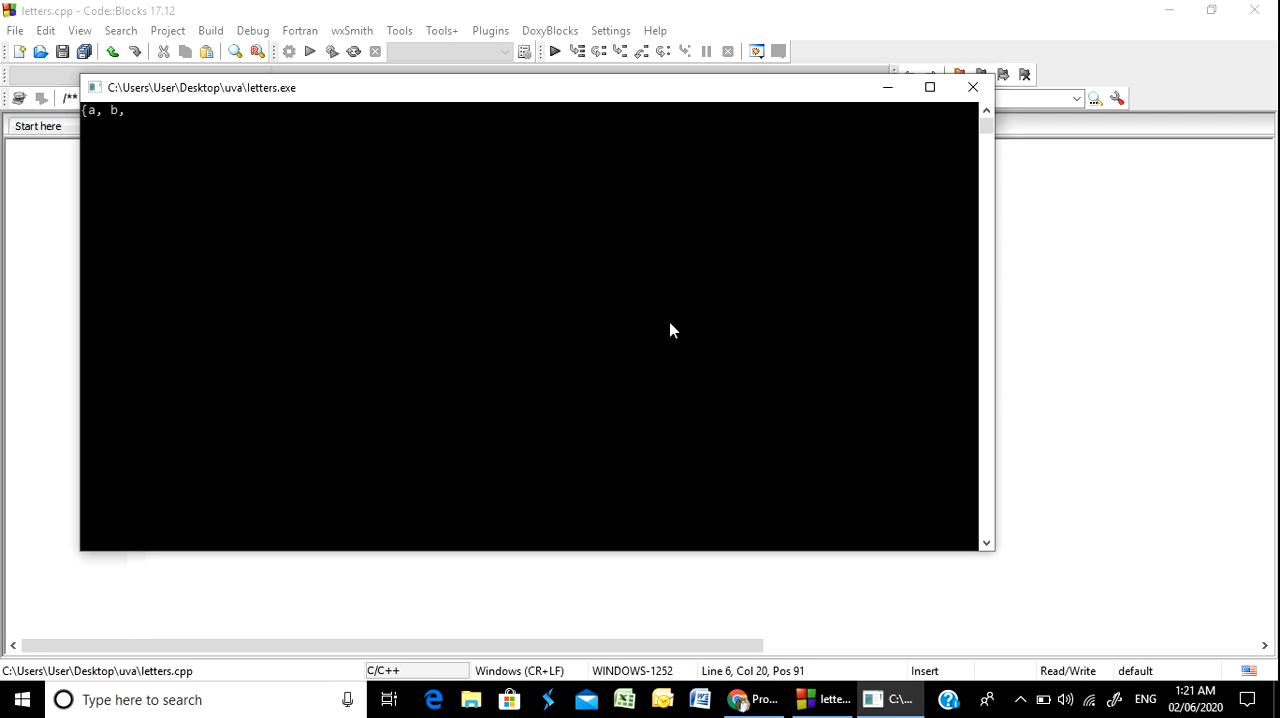 letters.cpp - Code::Blocks 17.12
File Edit View Search Project Build Debug Fortran wxSmith Tools Tools+ Plugins DoxyBlocks Settings Help
C:\Users\User\Desktop\uva\letters.exe
/**
Start here
{a, b,
C:\Users\User\Desktop\uva\letters.cpp C/C++ Windows (CR+LF) WINDOWS-1252 Line 6, Col 20, Pos 91 Insert Read/Write default
Type here to search
Pro... lette... C:\... ENG
1:21 AM
02/06/2020